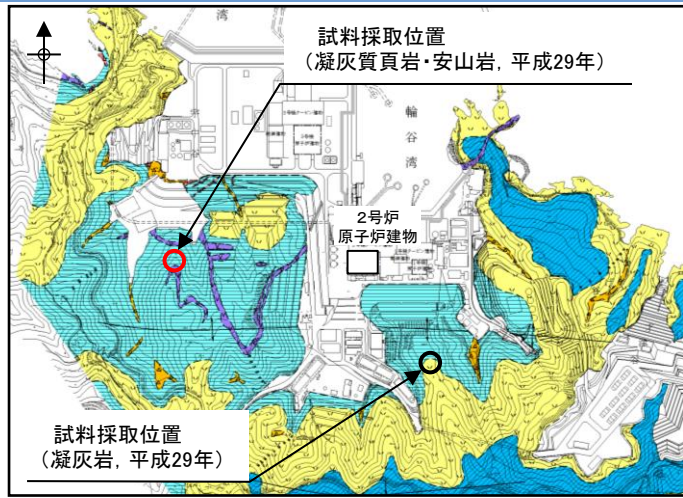 湾
試料採取位置
（凝灰質頁岩・安山岩，平成29年）
輪
谷
湾
2号炉
原子炉建物
試料採取位置
（凝灰岩，平成29年）